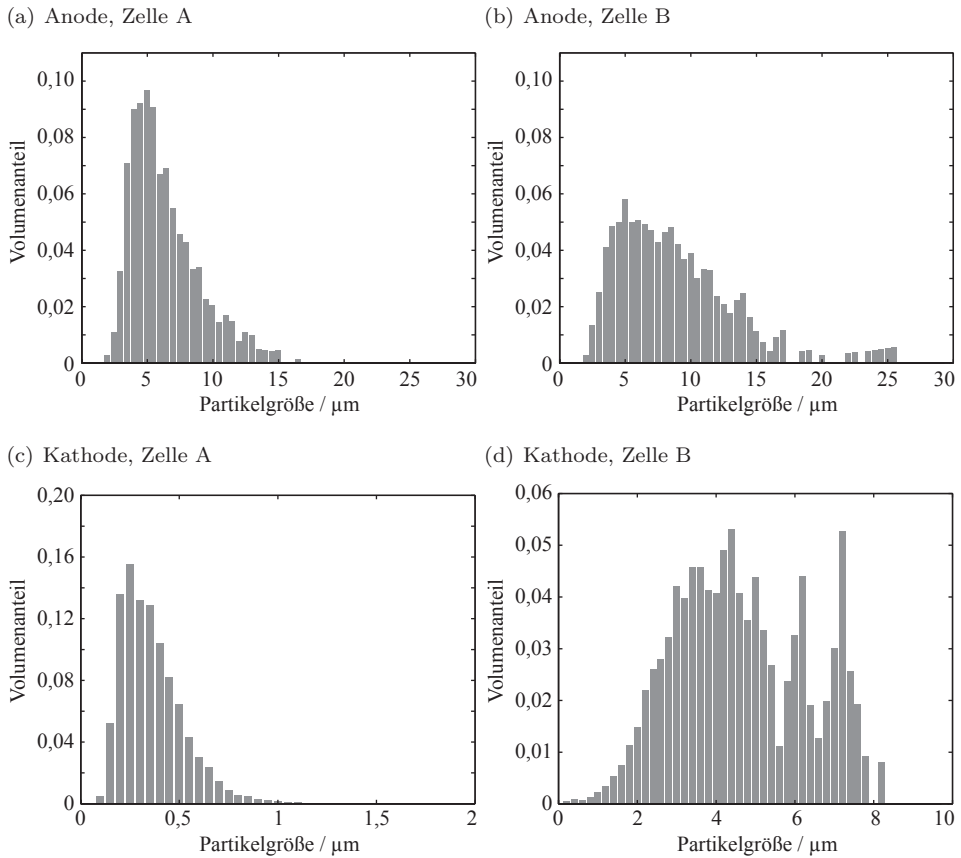 (a) Anode, Zelle A
0,10
0,08
0,06
0,04
0,02
0
Volumenanteil
0 5 10 15 20 25 30
Partikelgröße / µm
(b) Anode, Zelle B
0,10
0,08
0,06
0,04
0,02
0
Volumenanteil
0 5 10 15 20 25 30
Partikelgröße / µm
(c) Kathode, Zelle A
0,20
0,16
0,12
0,08
0,04
0
Volumenanteil
0 0,5 1 1,5 2
Partikelgröße / µm
(d) Kathode, Zelle B
0,06
0,05
0,04
0,03
0,02
0,01
0
Volumenanteil
0 2 4 6 8 10
Partikelgröße / µm